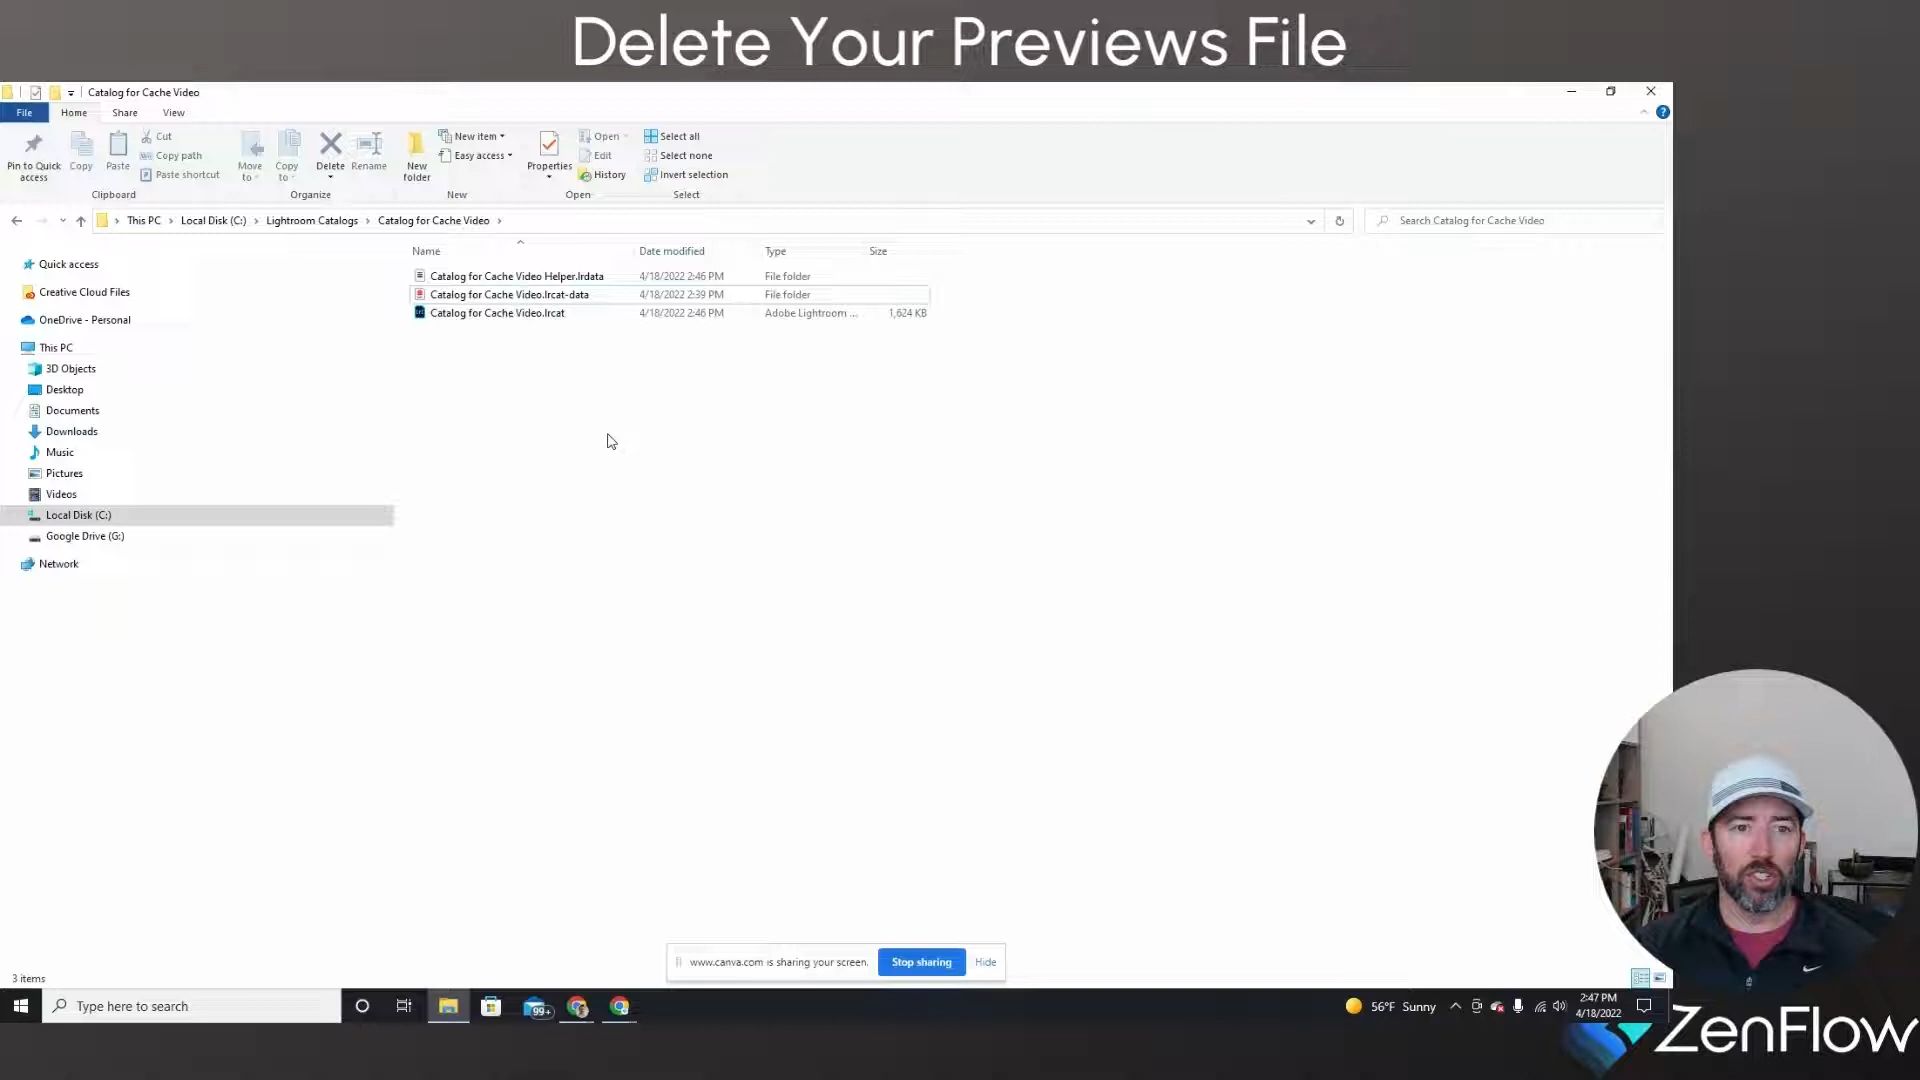 Delete Your Previews File
Catalog for Cache Video
File
Home
Share
View
Pin to Quick
access
Copy
Paste
Cut
Copy path
Paste shortcut
Clipboard
Move
to
Copy
to
Delete
Rename
Organize
New
folder
New item
Easy access
New
Properties
Open
Edit
History
Open
Select all
Select none
Invert selection
Select
This PC > Local Disk (C:) > Lightroom Catalogs > Catalog for Cache Video >
Search Catalog for Cache Video
Name
Date modified
Type
Size
Catalog for Cache Video Helper.lrdata 4/18/2022 2:46 PM File folder
Catalog for Cache Video.lrcat-data 4/18/2022 2:39 PM File folder
Catalog for Cache Video.lrcat 4/18/2022 2:46 PM Adobe Lightroom ... 1,624 KB
Quick access
Creative Cloud Files
OneDrive - Personal
This PC
3D Objects
Desktop
Documents
Downloads
Music
Pictures
Videos
Local Disk (C:)
Google Drive (G:)
Network
www.canva.com is sharing your screen.
Stop sharing
Hide
3 items
Type here to search
99+
56°F Sunny
2:47 PM
4/18/2022
ZenFlow